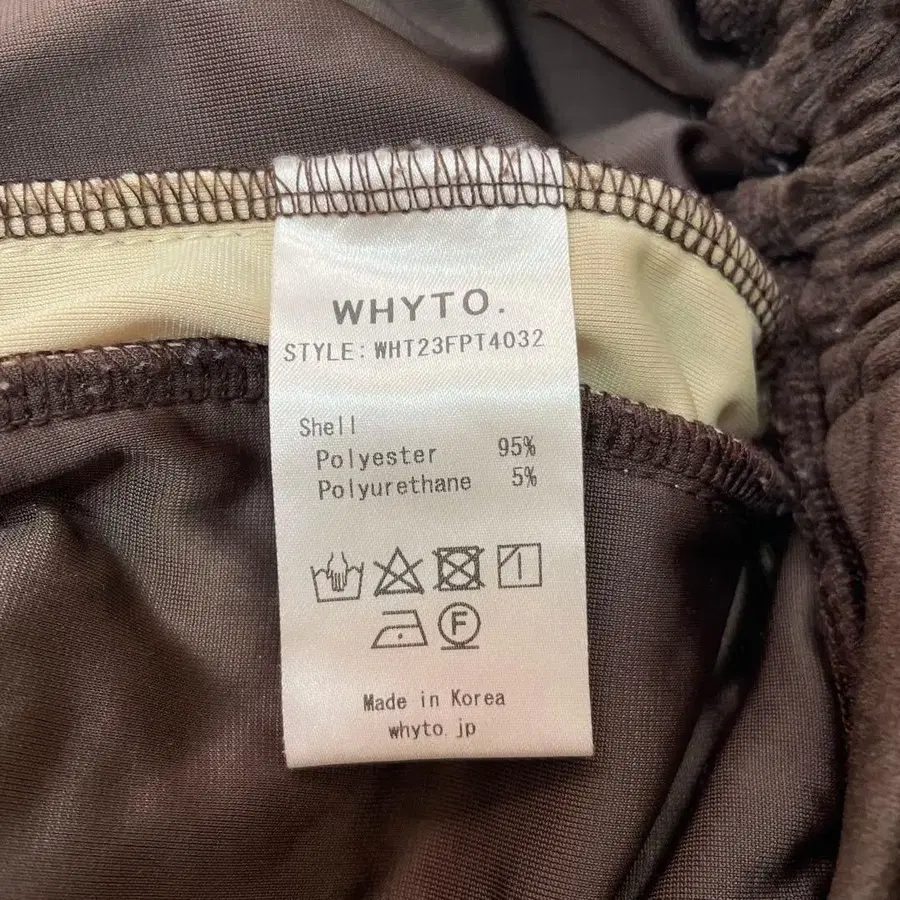 WHYTO.
STYLE: WHT23FPT4032
Shell
Polyester 95%
Polyurethane 5%
F
Made in Korea
whyto.jp